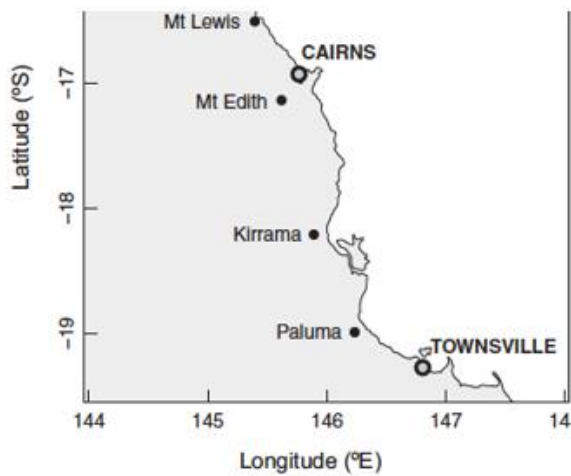 Mt Lewis
CAIRNS
-17
Mt Edith
Latitude (ºS)
-18
Kirrama
-19
Paluma
TOWNSVILLE
144 145 146 147 14
Longitude (ºE)